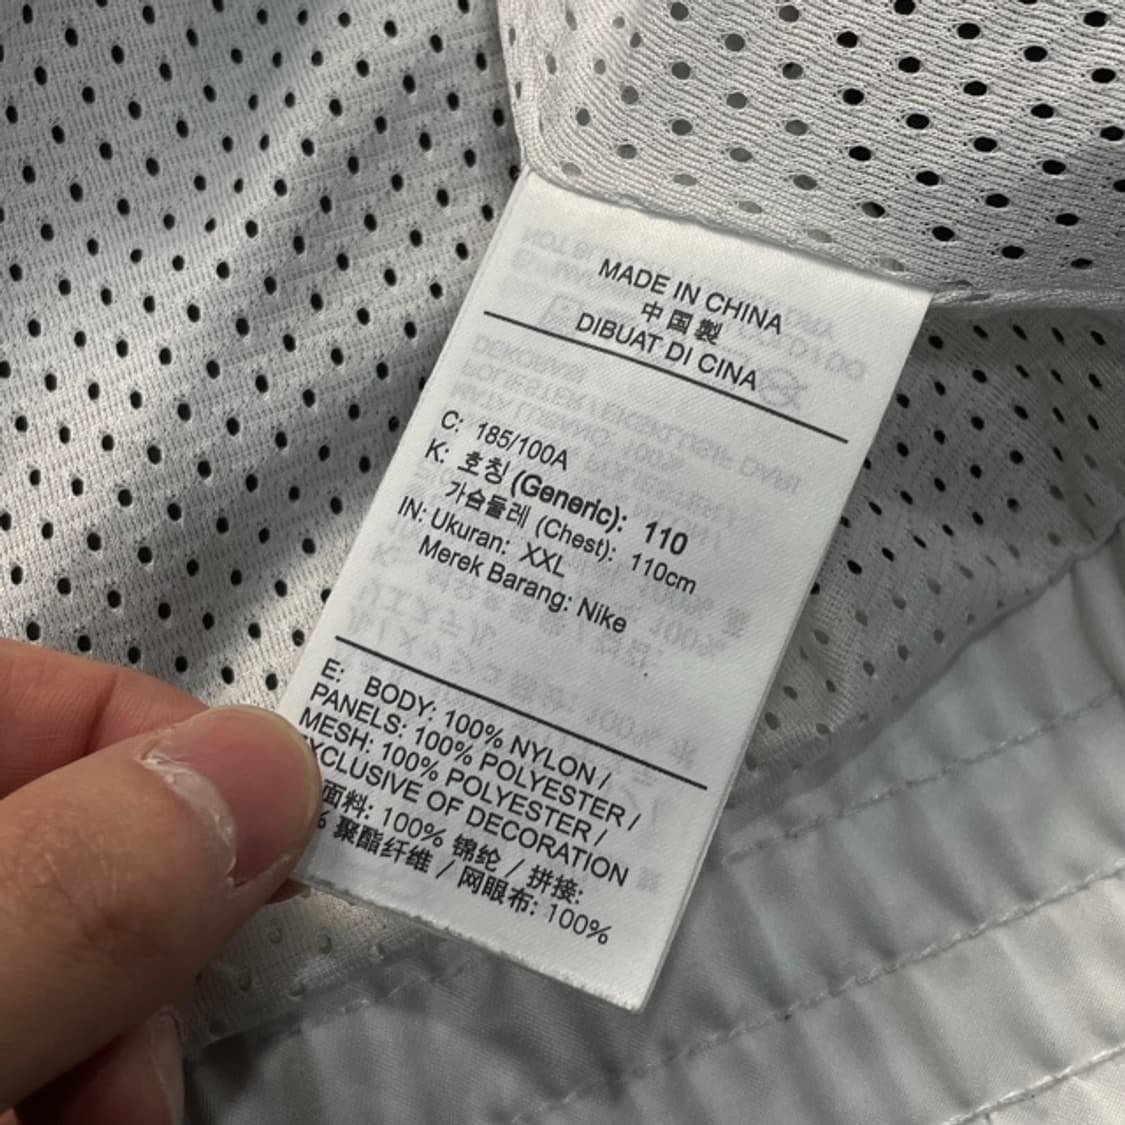 MADE IN CHINA
中国製
DIBUAT DI CINA
C: 185/100A
K: 호칭 (Generic): 110
가슴둘레 (Chest): 110cm
IN: Ukuran: XXL
Merek Barang: Nike
E: BODY: 100% NYLON /
PANELS: 100% POLYESTER /
MESH: 100% POLYESTER /
EXCLUSIVE OF DECORATION
面料: 100% 锦纶 / 拼接:
% 聚酯纤维 / 网眼布: 100%